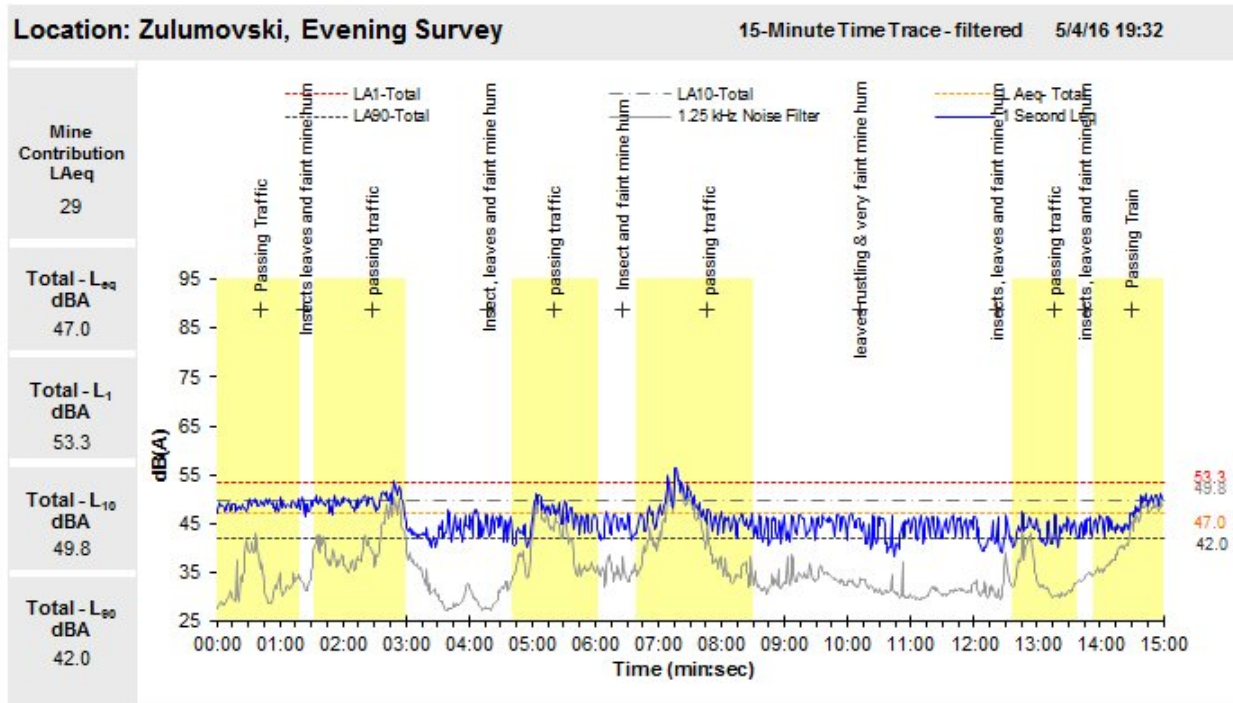 Location: Zulumovski, Evening Survey
15-Minute Time Trace - filtered 5/4/16 19:32
Mine
Contribution
LAeq
29
Total - Leq
dBA
47.0
Total - L1
dBA
53.3
Total - L10
dBA
49.8
Total - L90
dBA
42.0
LA1-Total
LA10-Total
L Aeq- Total
LA90-Total
1.25 kHz Noise Filter
1 Second Leq
Passing Traffic
Insects, leaves and faint mine hum
passing traffic
Insect, leaves and faint mine hum
passing traffic
Insect and faint mine hum
passing traffic
leaves rustling & very faint mine hum
insects, leaves and faint mine hum
passing traffic
insects, leaves and faint mine hum
Passing Train
dB(A)
95
85
75
65
55
45
35
25
53.3
49.8
47.0
42.0
00:00 01:00 02:00 03:00 04:00 05:00 06:00 07:00 08:00 09:00 10:00 11:00 12:00 13:00 14:00 15:00
Time (min:sec)